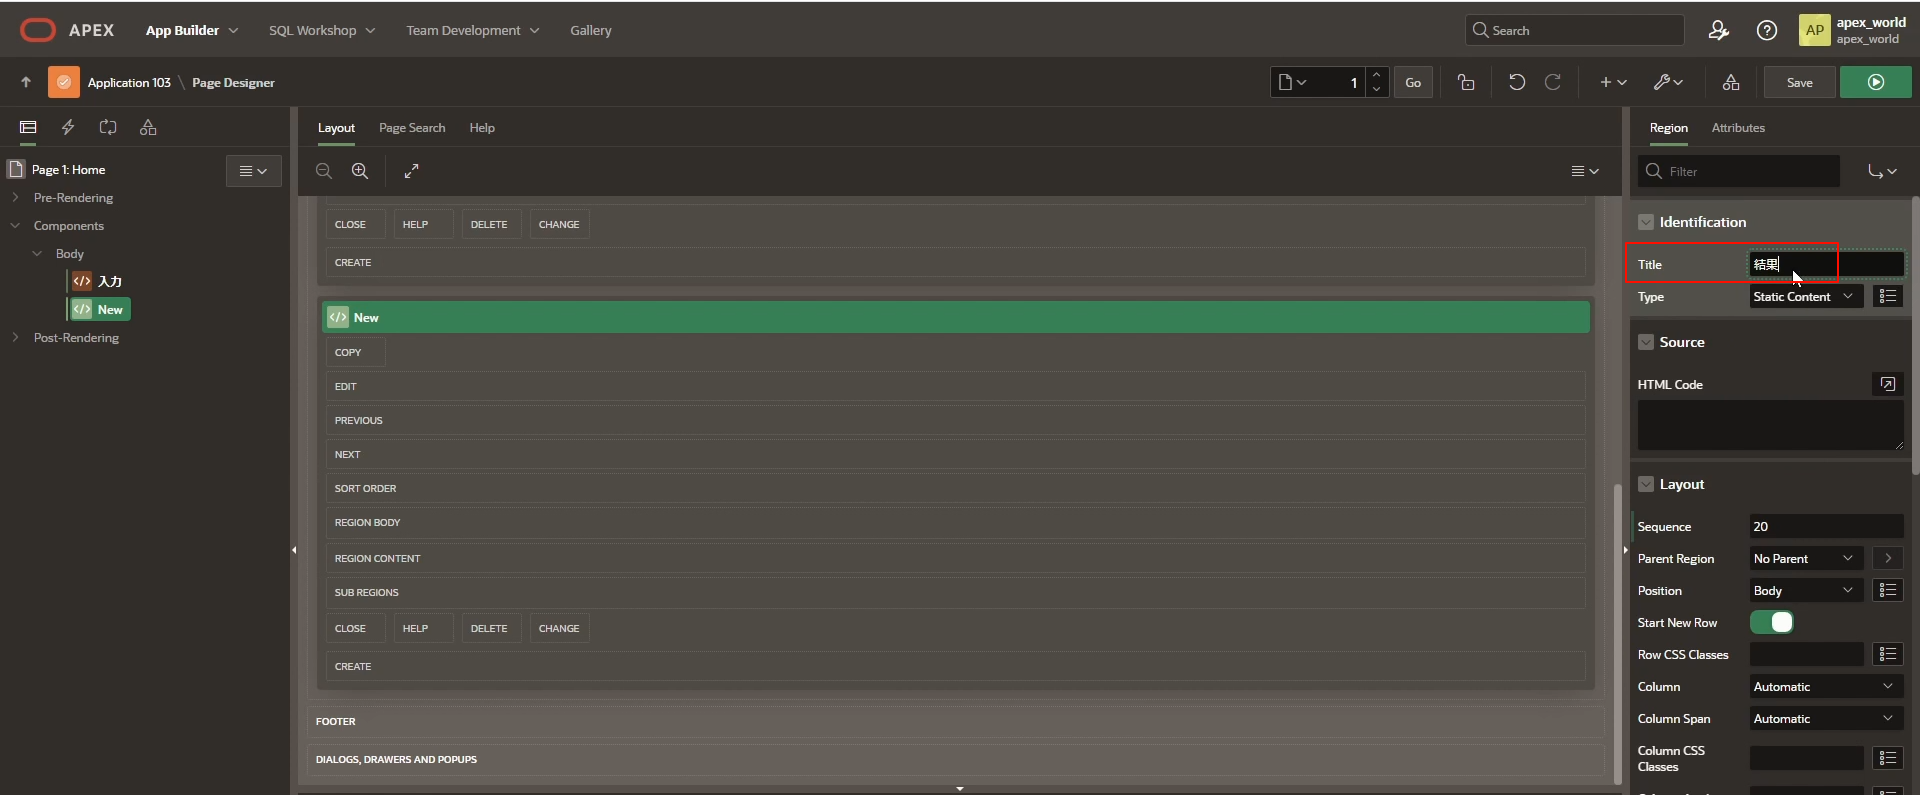 APEX App Builder SQL Workshop Team Development Gallery Search AP apex_world
apex_world
Application 103 \ Page Designer 1 Go Save
Layout Page Search Help Region Attributes
Page 1: Home Filter
Pre-Rendering
Components
Body
入力
New
Post-Rendering
CLOSE HELP DELETE CHANGE
CREATE
New
COPY
EDIT
PREVIOUS
NEXT
SORT ORDER
REGION BODY
REGION CONTENT
SUB REGIONS
CLOSE HELP DELETE CHANGE
CREATE
FOOTER
DIALOGS, DRAWERS AND POPUPS
Identification
Title 結果
Type Static Content
Source
HTML Code
Layout
Sequence 20
Parent Region No Parent
Position Body
Start New Row
Row CSS Classes
Column Automatic
Column Span Automatic
Column CSS
Classes